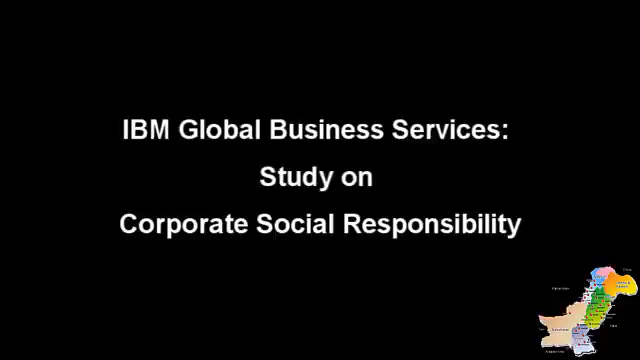 IBM Global Business Services:
Study on
Corporate Social Responsibility